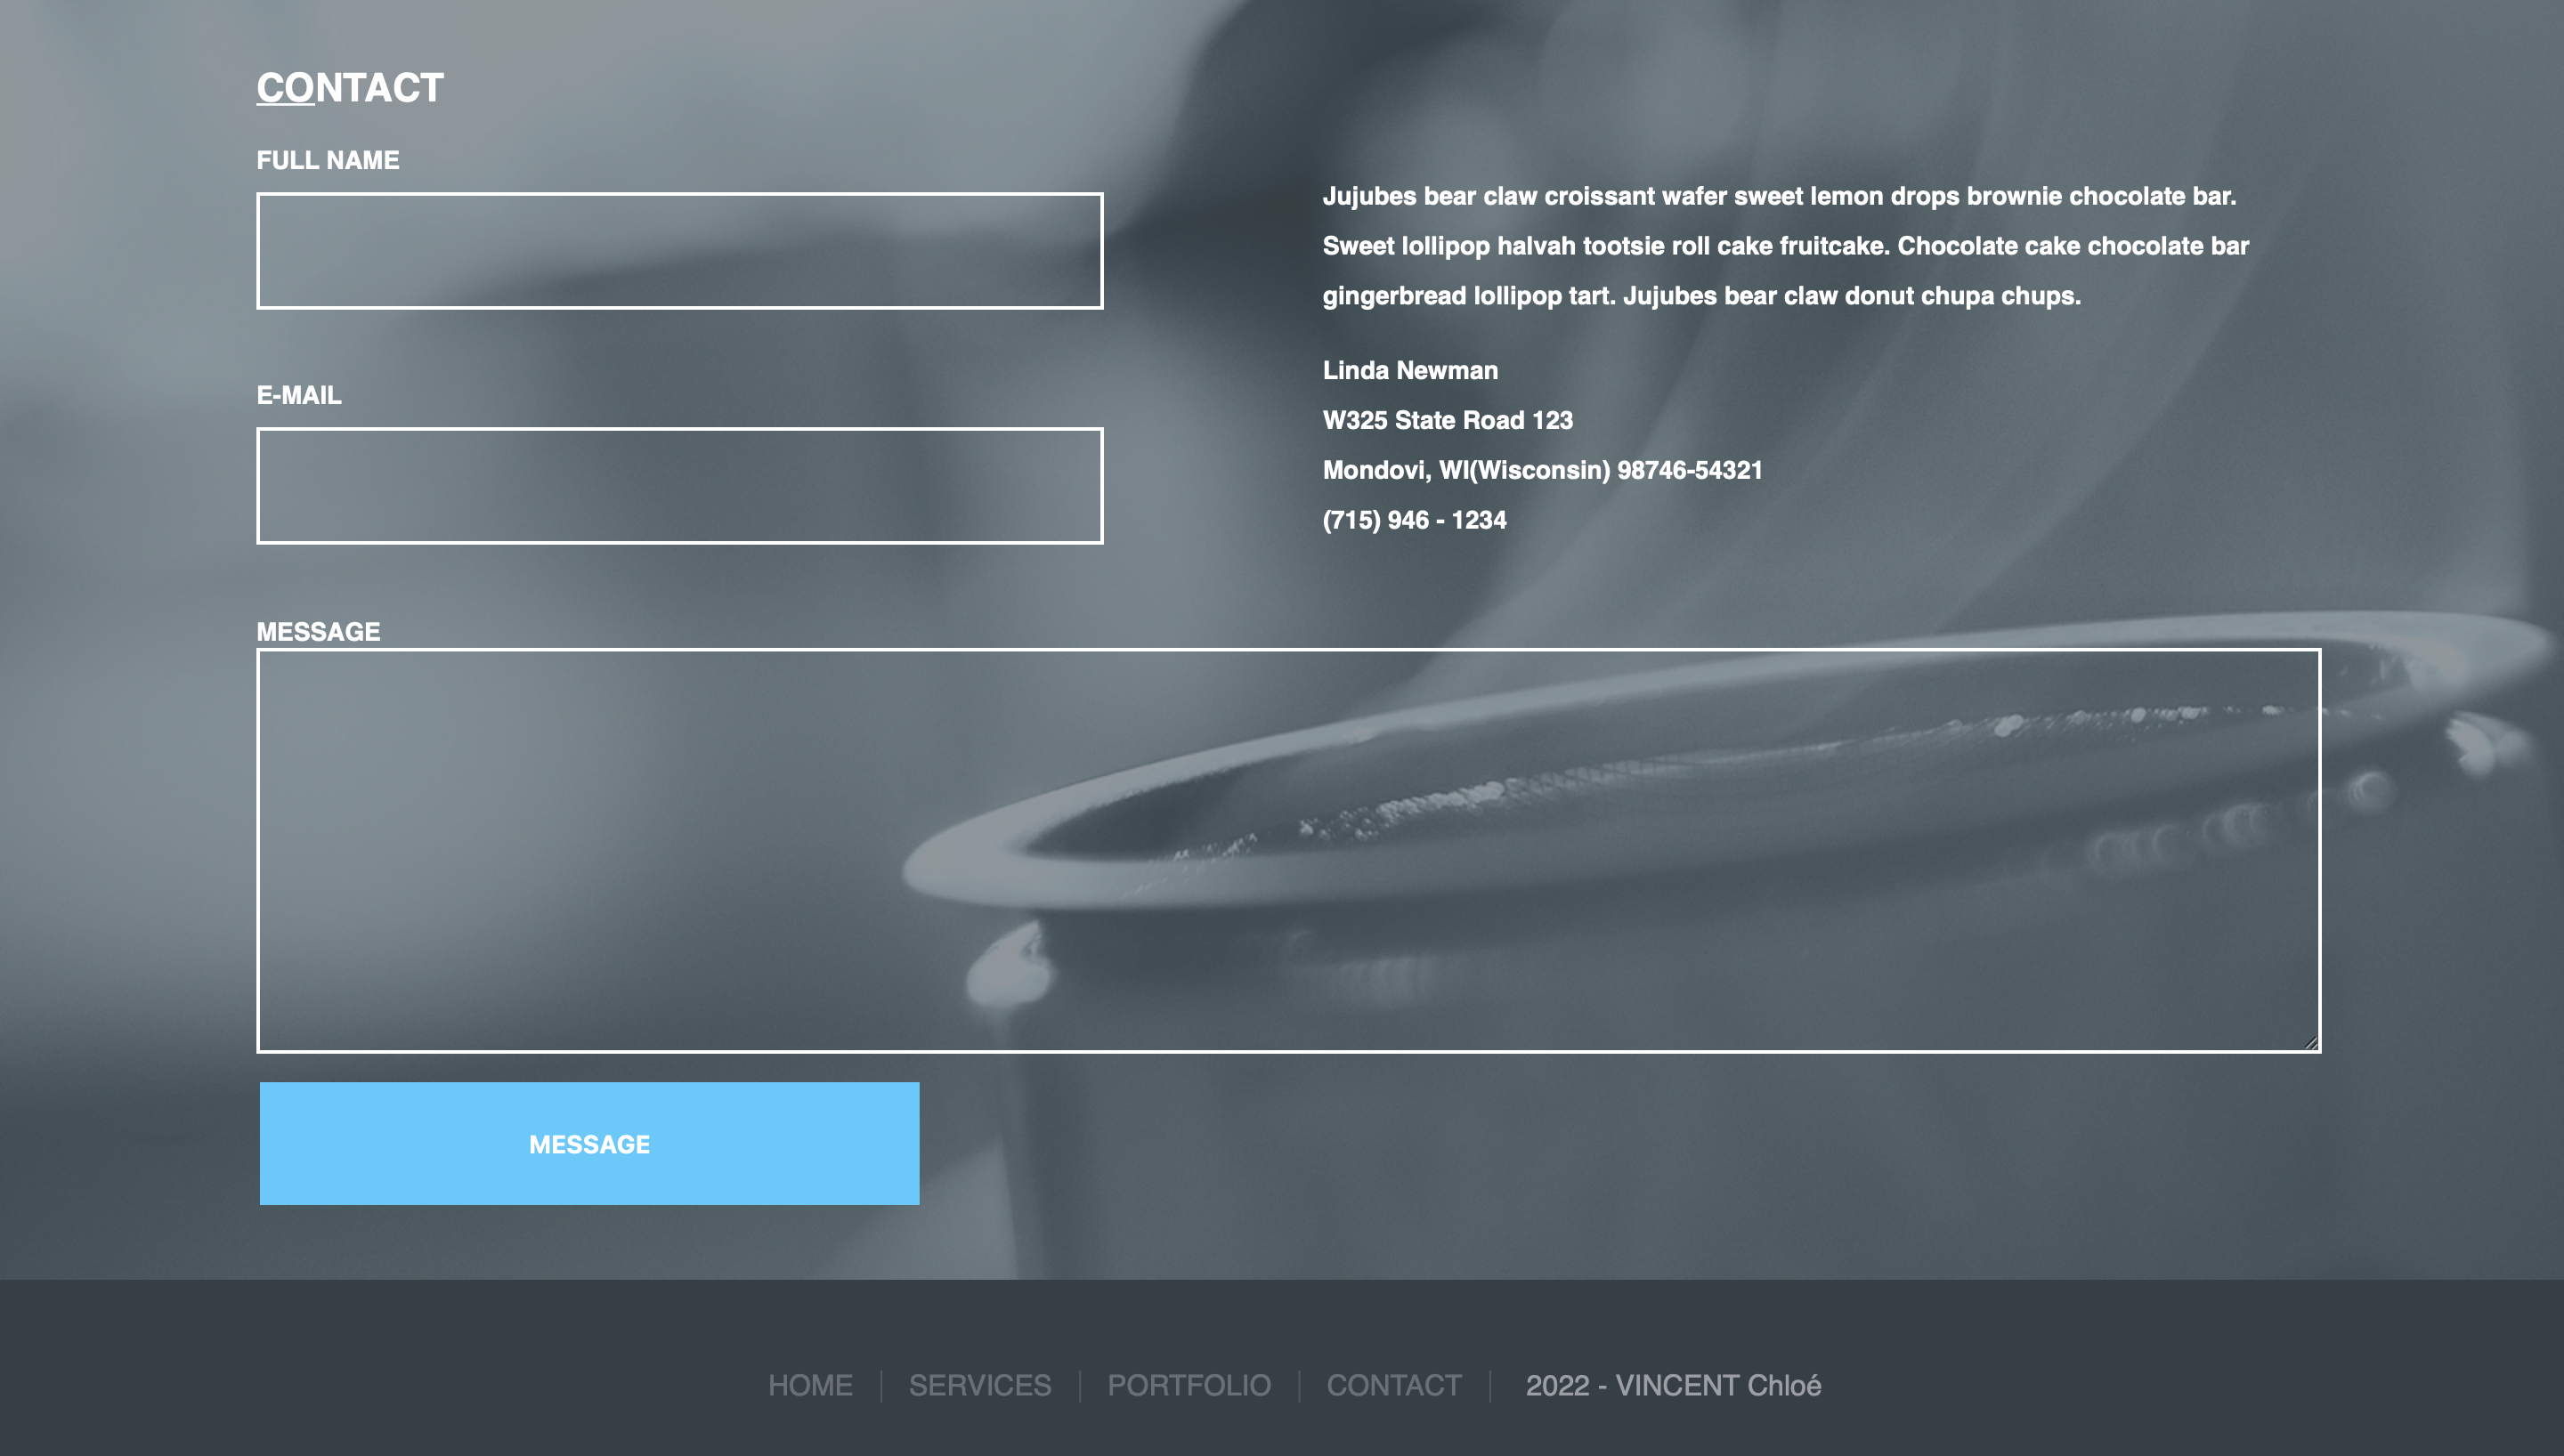 CONTACT
FULL NAME
Jujubes bear claw croissant wafer sweet lemon drops brownie chocolate bar.
Sweet lollipop halvah tootsie roll cake fruitcake. Chocolate cake chocolate bar
gingerbread lollipop tart. Jujubes bear claw donut chupa chups.
Linda Newman
W325 State Road 123
Mondovi, WI(Wisconsin) 98746-54321
(715) 946 - 1234
E-MAIL
MESSAGE
MESSAGE
HOME | SERVICES | PORTFOLIO | CONTACT | 2022 - VINCENT Chloé